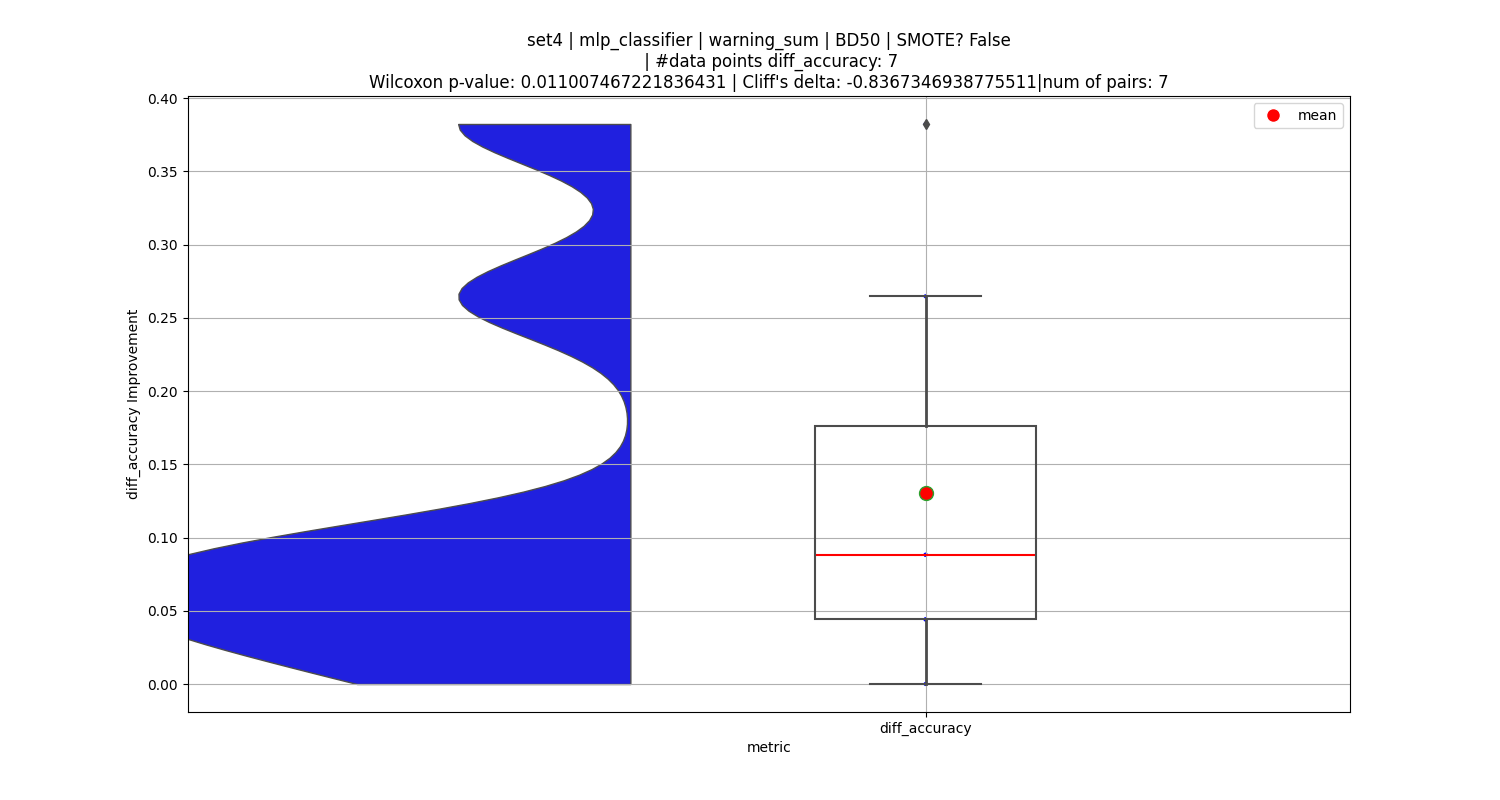 set4 | mlp_classifier | warning_sum | BD50 | SMOTE? False
| #data points diff_accuracy: 7
Wilcoxon p-value: 0.011007467221836431 | Cliff's delta: -0.8367346938775511|num of pairs: 7
mean
0.40
0.35
0.30
0.25
0.20
0.15
0.10
0.05
0.00
diff_accuracy Improvement
diff_accuracy
metric